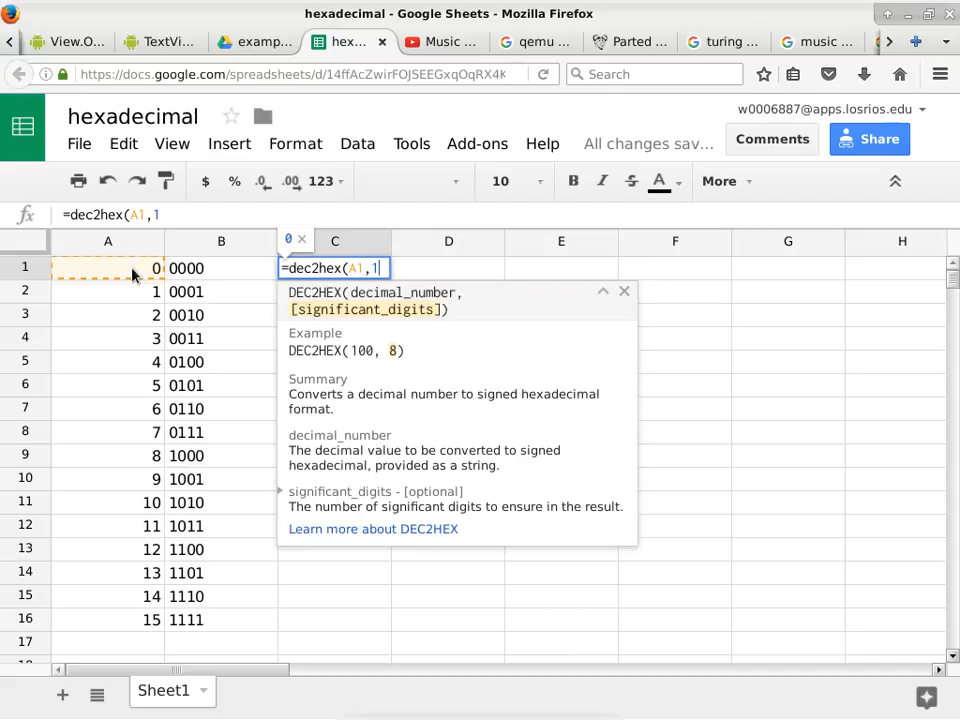 hexadecimal - Google Sheets - Mozilla Firefox
View.O... TextVi... examp... hex... Music ... qemu ... Parted ... turing ... music ...
https://docs.google.com/spreadsheets/d/14ffAcZwirFOJSEEGxqOqRX4k Search
hexadecimal
w0006887@apps.losrios.edu
File Edit View Insert Format Data Tools Add-ons Help All changes sav...
Comments Share
$ % .0 .00 123 10 B I S A More
fx =dec2hex(A1,1
0 ×
A B C D E F G H
1 0 0000 =dec2hex(A1,1
2 1 0001
3 2 0010
4 3 0011
5 4 0100
6 5 0101
7 6 0110
8 7 0111
9 8 1000
10 9 1001
11 10 1010
12 11 1011
13 12 1100
14 13 1101
15 14 1110
16 15 1111
17
DEC2HEX(decimal_number,
[significant_digits])
Example
DEC2HEX(100, 8)
Summary
Converts a decimal number to signed hexadecimal
format.
decimal_number
The decimal value to be converted to signed
hexadecimal, provided as a string.
significant_digits - [optional]
The number of significant digits to ensure in the result.
Learn more about DEC2HEX
Sheet1